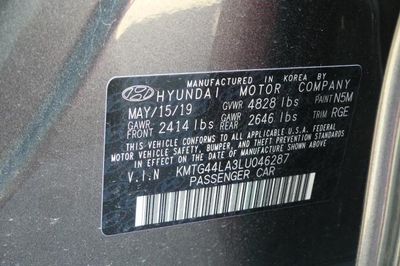 MANUFACTURED IN KOREA BY
HYUNDAI MOTOR COMPANY
MAY/15/19 GVWR 4828 lbs PAINT N5M
GAWR FRONT 2414 lbs GAWR REAR 2646 lbs TRIM RGE
THIS VEHICLE CONFORMS TO ALL APPLICABLE U.S.A. FEDERAL
MOTOR VEHICLE SAFETY, BUMPER, AND THEFT PREVENTION STANDARDS
IN EFFECT ON THE DATE OF MANUFACTURE SHOWN ABOVE.
V.I.N KMTG44LA3LU046287
PASSENGER CAR